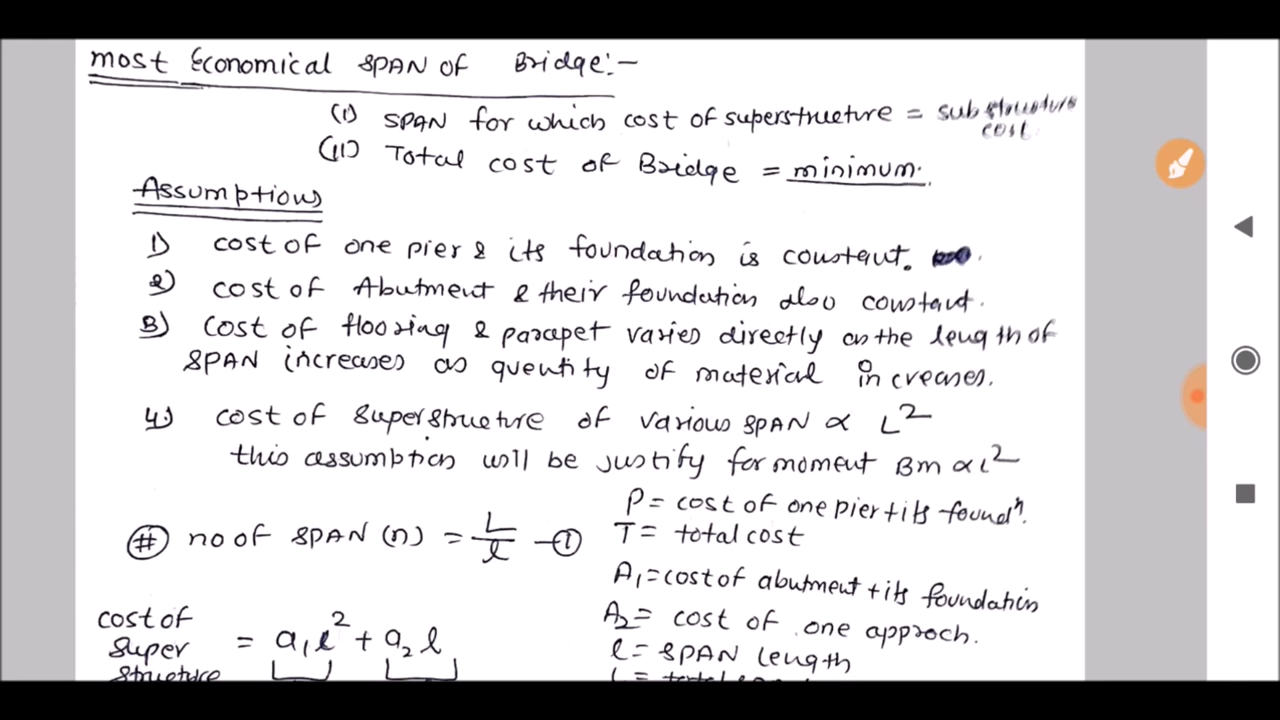 most Economical SPAN OF Bridge:-
(i) SPAN for which cost of superstructure = substructure cost
(ii) Total cost of Bridge = minimum.
Assumptions
1) cost of one pier & its foundation is constant.
2) cost of Abutment & their foundation also constant.
3) cost of flooring & parapet varies directly as the length of
SPAN increases as quentity of material increases.
4) cost of superstructure of various SPAN ∝ L²
this assumption will be justify for moment Bm ∝ L²
# no of SPAN (n) = L/l —①
P = cost of one pier + its foundⁿ.
T = total cost
A₁ = cost of abutment + its foundation
A₂ = cost of one approch.
l = SPAN length
cost of super structure = a₁l² + a₂l